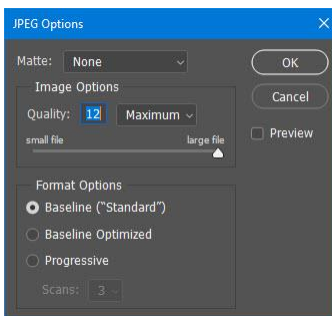 JPEG Options
Matte: None
OK
Image Options
Cancel
Quality: 12 Maximum
Preview
small file large file
Format Options
Baseline (“Standard”)
Baseline Optimized
Progressive
Scans: 3